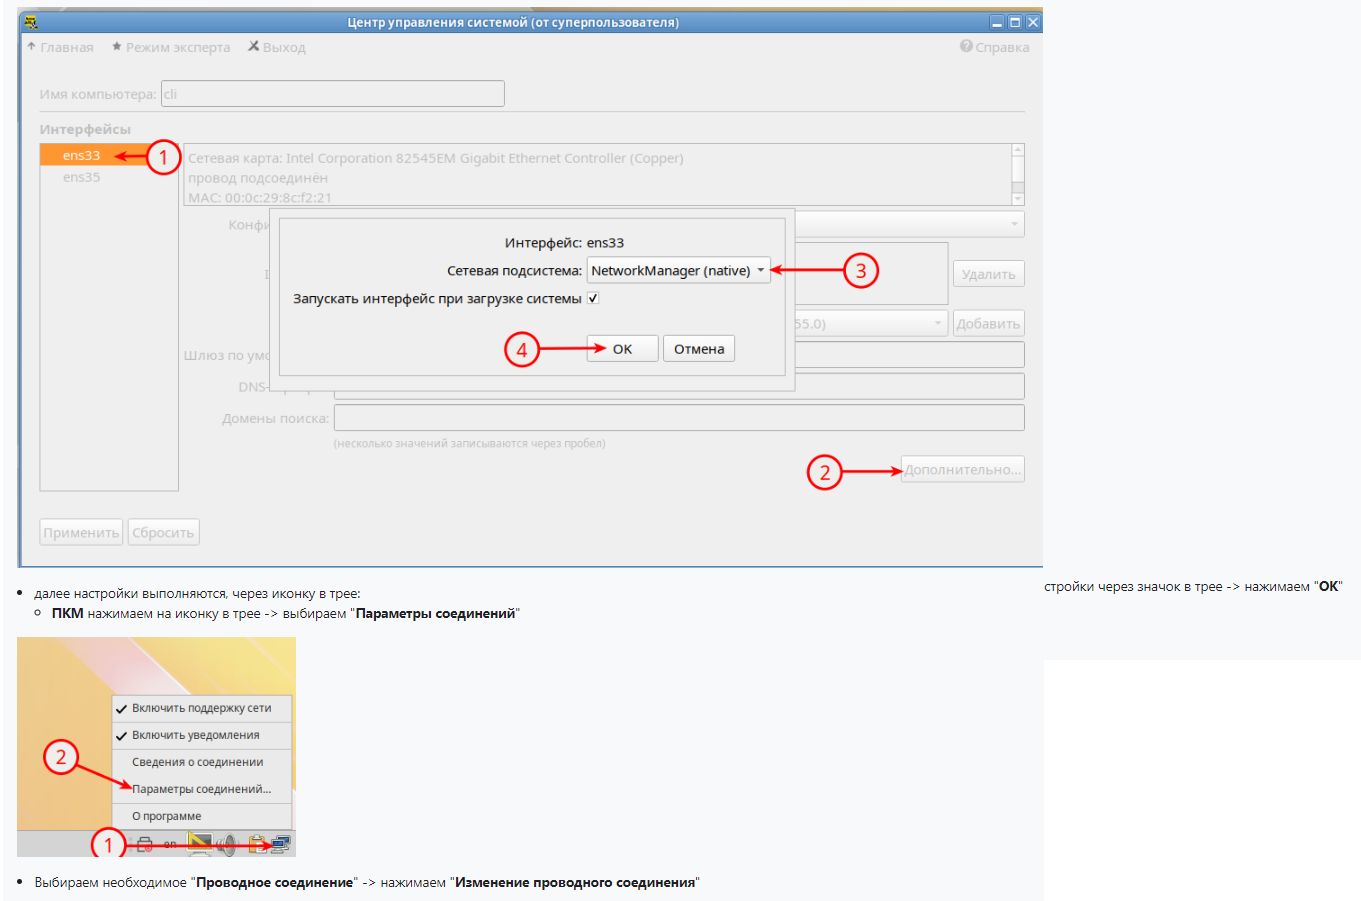 Центр управления системой (от суперпользователя)
Главная Режим эксперта Выход Справка
Имя компьютера: cli
Интерфейсы
ens33
1
ens35
Сетевая карта: Intel Corporation 82545EM Gigabit Ethernet Controller (Copper)
провод подсоединён
MAC: 00:0c:29:8c:f2:21
Интерфейс: ens33
Сетевая подсистема: NetworkManager (native)
3
Запускать интерфейс при загрузке системы
4
OK Отмена
Удалить
55.0)
Добавить
Шлюз по умо
DNS-
Домены поиска:
(несколько значений записываются через пробел)
2
Дополнительно...
Применить Сбросить
стройки через значок в трее -> нажимаем "OK"
• далее настройки выполняются, через иконку в трее:
ПКМ нажимаем на иконку в трее -> выбираем "Параметры соединений"
Включить поддержку сети
Включить уведомления
Сведения о соединении
2
Параметры соединений...
О программе
1
en
• Выбираем необходимое "Проводное соединение" -> нажимаем "Изменение проводного соединения"